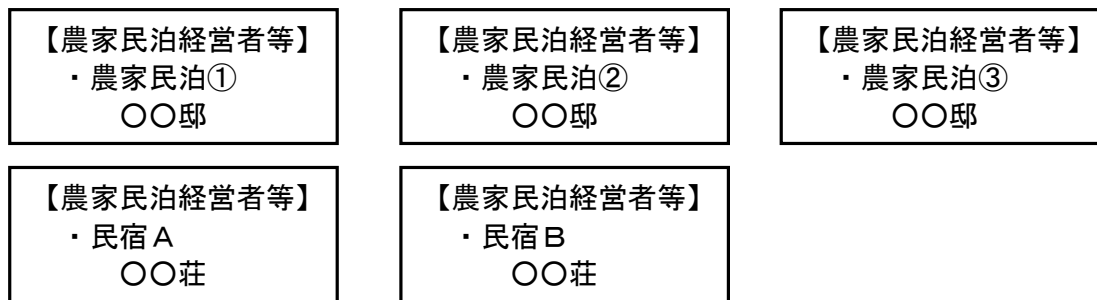 【農家民泊経営者等】
・農家民泊①
〇〇邸
【農家民泊経営者等】
・農家民泊②
〇〇邸
【農家民泊経営者等】
・農家民泊③
〇〇邸
【農家民泊経営者等】
・民宿Ａ
〇〇荘
【農家民泊経営者等】
・民宿Ｂ
〇〇荘